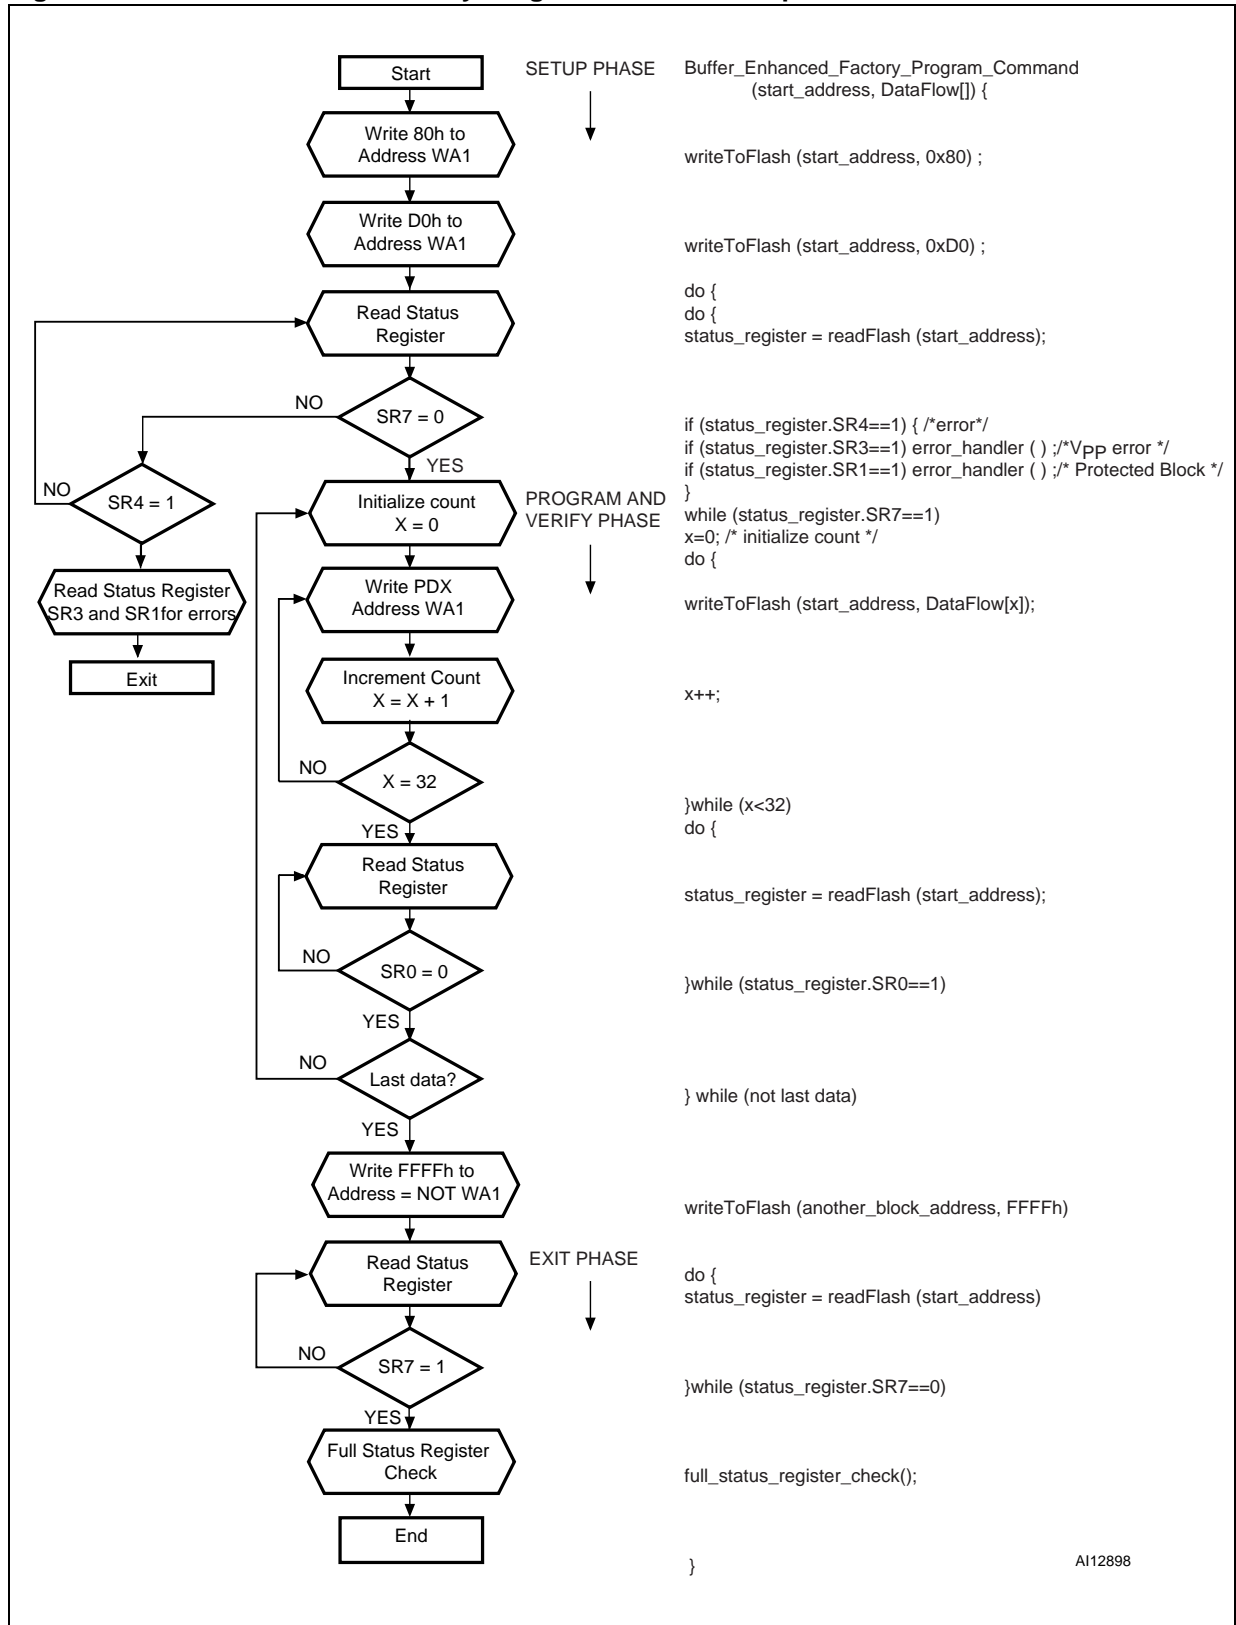 Start
SETUP PHASE
Buffer_Enhanced_Factory_Program_Command
(start_address, DataFlow[]) {
Write 80h to
Address WA1
writeToFlash (start_address, 0x80) ;
Write D0h to
Address WA1
writeToFlash (start_address, 0xD0) ;
do {
do {
status_register = readFlash (start_address);
Read Status
Register
NO
SR7 = 0
YES
if (status_register.SR4==1) { /*error*/
if (status_register.SR3==1) error_handler ( ) ;/*VPP error */
if (status_register.SR1==1) error_handler ( ) ;/* Protected Block */
}
while (status_register.SR7==1)
x=0; /* initialize count */
do {
NO
SR4 = 1
Initialize count
X = 0
PROGRAM AND
VERIFY PHASE
Read Status Register
SR3 and SR1for errors
Exit
Write PDX
Address WA1
writeToFlash (start_address, DataFlow[x]);
Increment Count
X = X + 1
x++;
NO
X = 32
YES
}while (x<32)
do {
Read Status
Register
status_register = readFlash (start_address);
NO
SR0 = 0
YES
}while (status_register.SR0==1)
NO
Last data?
YES
} while (not last data)
Write FFFFh to
Address = NOT WA1
writeToFlash (another_block_address, FFFFh)
Read Status
Register
EXIT PHASE
do {
status_register = readFlash (start_address)
NO
SR7 = 1
YES
}while (status_register.SR7==0)
Full Status Register
Check
full_status_register_check();
End
}
AI12898